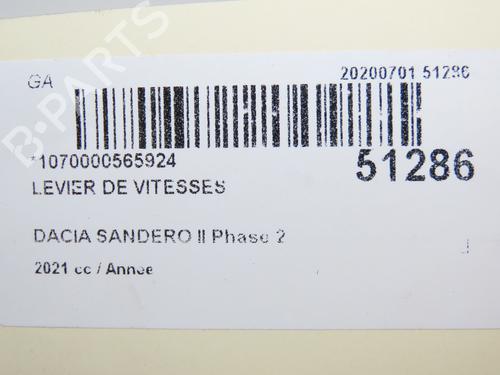 GA
20200701 51286
*1070000565924
51286
LEVIER DE VITESSES
DACIA SANDERO II Phase 2
2021 cc / Annee
B-PARTS